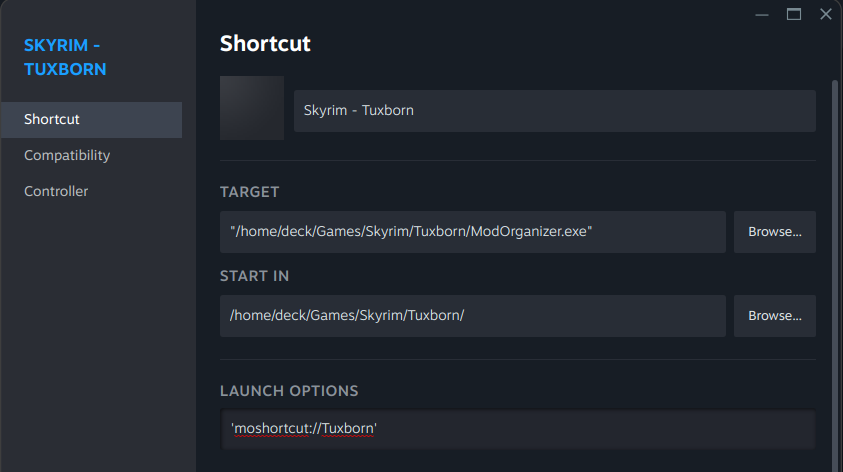 SKYRIM -
TUXBORN
Shortcut
Compatibility
Controller
Shortcut
Skyrim - Tuxborn
TARGET
"/home/deck/Games/Skyrim/Tuxborn/ModOrganizer.exe"
Browse...
START IN
/home/deck/Games/Skyrim/Tuxborn/
Browse...
LAUNCH OPTIONS
'moshortcut://Tuxborn'